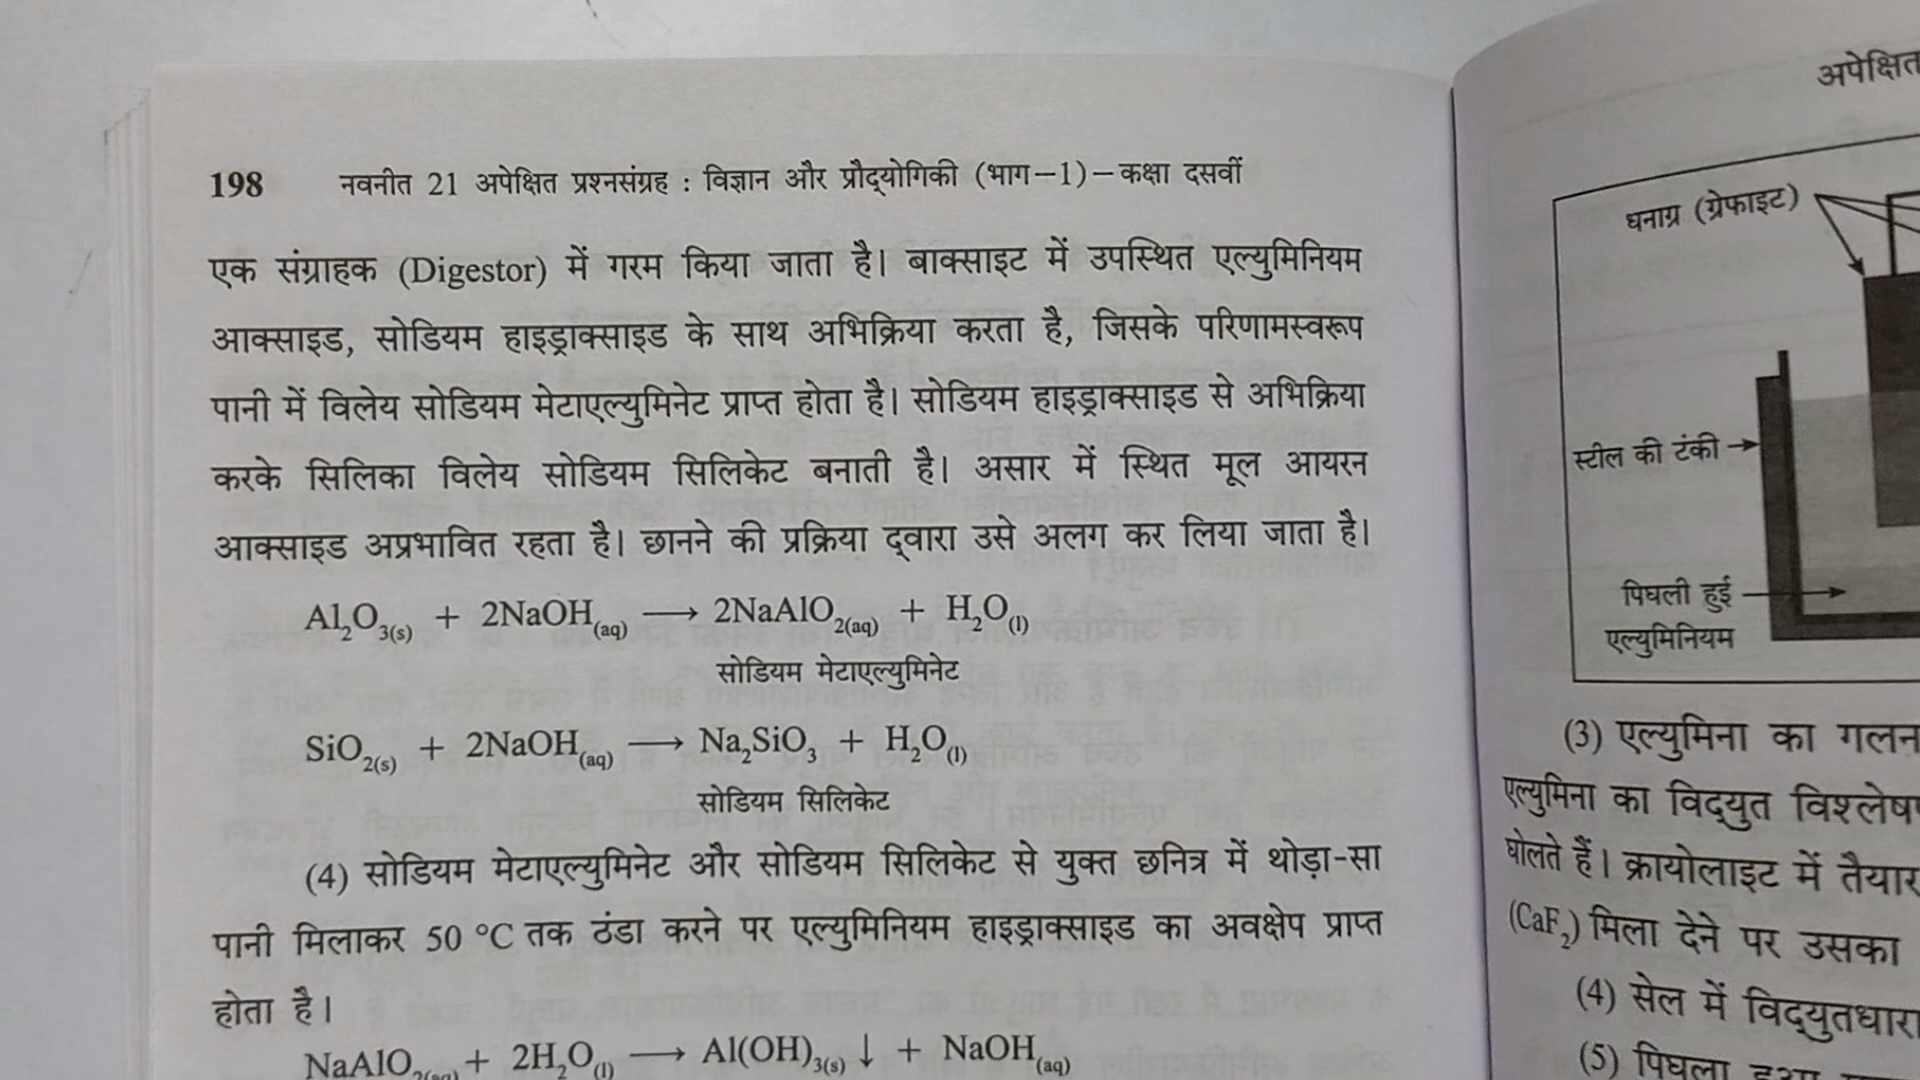 198 नवनीत 21 अपेक्षित प्रश्नसंग्रह : विज्ञान और प्रौद्योगिकी (भाग–1)–कक्षा दसवीं
एक संग्राहक (Digestor) में गरम किया जाता है। बाक्साइट में उपस्थित एल्युमिनियम
आक्साइड, सोडियम हाइड्राक्साइड के साथ अभिक्रिया करता है, जिसके परिणामस्वरूप
पानी में विलेय सोडियम मेटाएल्युमिनेट प्राप्त होता है। सोडियम हाइड्राक्साइड से अभिक्रिया
करके सिलिका विलेय सोडियम सिलिकेट बनाती है। असार में स्थित मूल आयरन
आक्साइड अप्रभावित रहता है। छानने की प्रक्रिया द्वारा उसे अलग कर लिया जाता है।
Al₂O₃(s) + 2NaOH(aq) ⟶ 2NaAlO₂(aq) + H₂O(l)
सोडियम मेटाएल्युमिनेट
SiO₂(s) + 2NaOH(aq) ⟶ Na₂SiO₃ + H₂O(l)
सोडियम सिलिकेट
(4) सोडियम मेटाएल्युमिनेट और सोडियम सिलिकेट से युक्त छनित्र में थोड़ा-सा
पानी मिलाकर 50 °C तक ठंडा करने पर एल्युमिनियम हाइड्राक्साइड का अवक्षेप प्राप्त
होता है।
NaAlO₂(aq) + 2H₂O(l) ⟶ Al(OH)₃(s) ↓ + NaOH(aq)
अपेक्षित
धनाग्र (ग्रेफाइट)
स्टील की टंकी
पिघली हुई
एल्युमिनियम
(3) एल्युमिना का गलन
एल्युमिना का विद्युत
घोलते हैं। क्रायोलाइट में तैयार
(CaF₂) मिला देने पर उसका
(4) सेल में विद्युतधारा
(5) पिघला